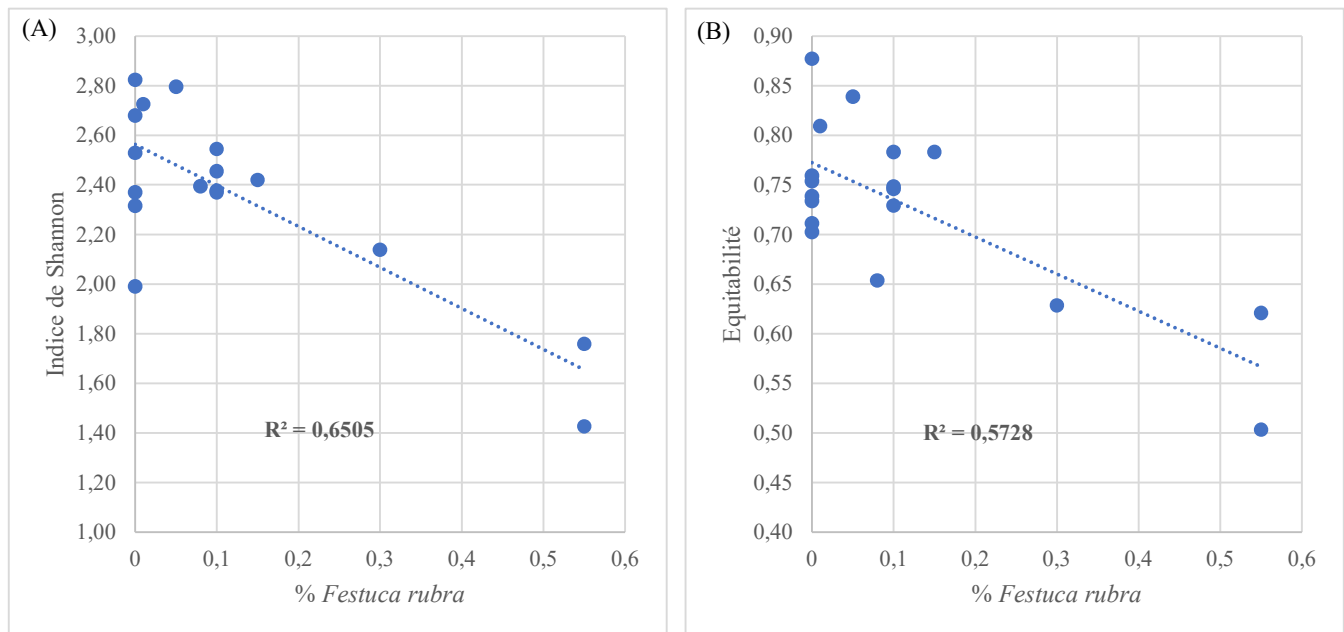 (A)
3,00
2,80
2,60
2,40
2,20
2,00
1,80
1,60
1,40
1,20
1,00
Indice de Shannon
R² = 0,6505
0 0,1 0,2 0,3 0,4 0,5 0,6
% Festuca rubra
(B)
0,90
0,85
0,80
0,75
0,70
0,65
0,60
0,55
0,50
0,45
0,40
Equitabilité
R² = 0,5728
0 0,1 0,2 0,3 0,4 0,5 0,6
% Festuca rubra